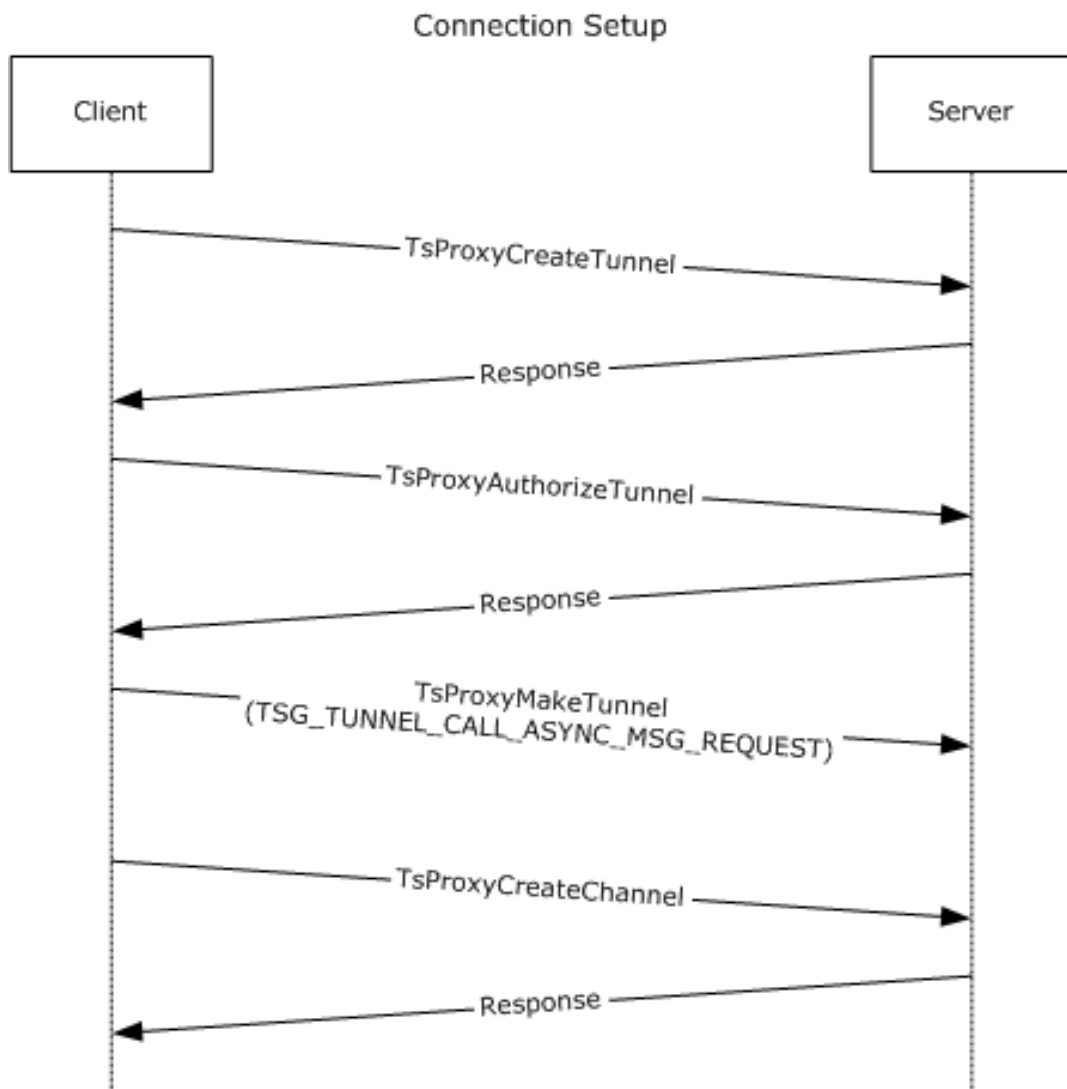 Connection Setup
Client
Server
TsProxyCreateTunnel
Response
TsProxyAuthorizeTunnel
Response
TsProxyMakeTunnel
(TSG_TUNNEL_CALL_ASYNC_MSG_REQUEST)
TsProxyCreateChannel
Response